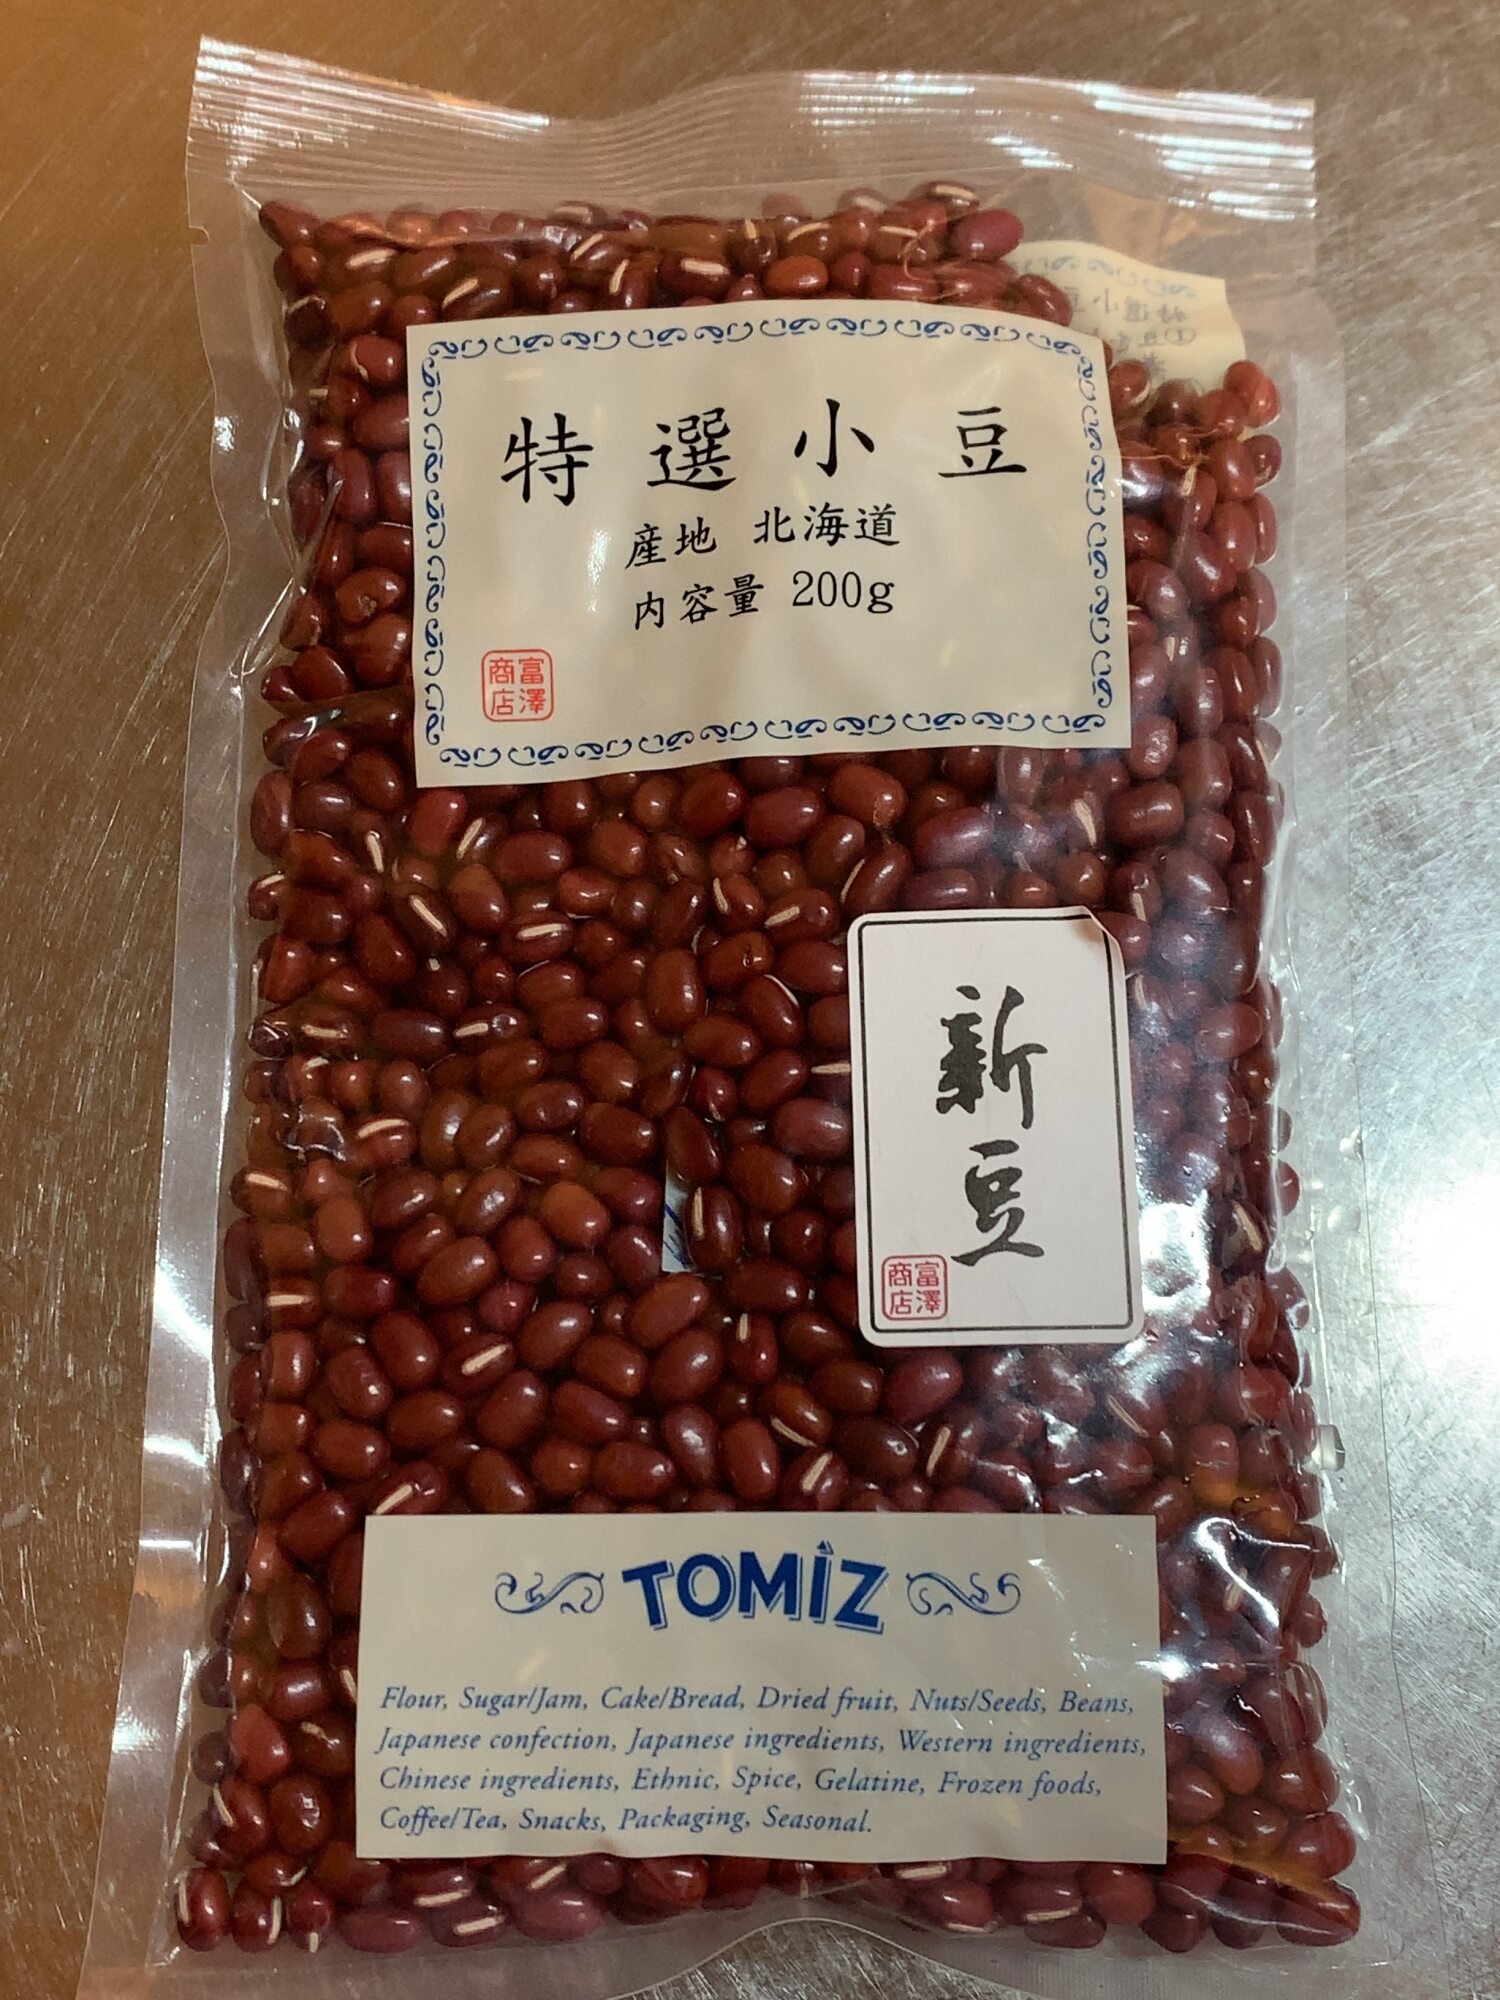 特選小豆
産地 北海道
内容量 200g
富澤
商店
新豆
富澤
商店
TOMIZ
Flour, Sugar/Jam, Cake/Bread, Dried fruit, Nuts/Seeds, Beans,
Japanese confection, Japanese ingredients, Western ingredients,
Chinese ingredients, Ethnic, Spice, Gelatine, Frozen foods,
Coffee/Tea, Snacks, Packaging, Seasonal.